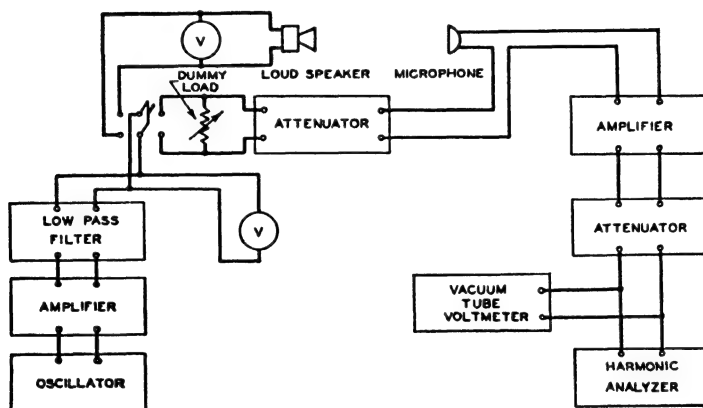 V
DUMMY
LOAD
LOUD SPEAKER
MICROPHONE
ATTENUATOR
AMPLIFIER
LOW PASS
FILTER
V
ATTENUATOR
AMPLIFIER
VACUUM
TUBE
VOLTMETER
OSCILLATOR
HARMONIC
ANALYZER